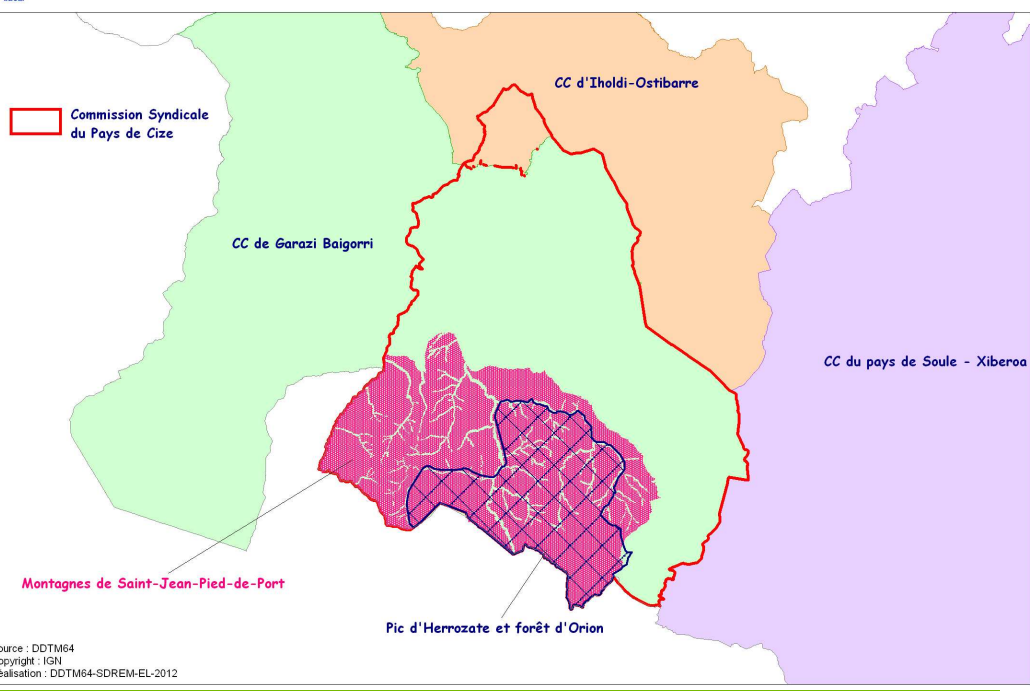 CC d'Iholdi-Ostibarre
Commission Syndicale
du Pays de Cize
CC de Garazi Baigorri
CC du pays de Soule - Xiberoa
Montagnes de Saint-Jean-Pied-de-Port
Pic d'Herrozate et forêt d'Orion
ource : DDTM64
opyright : IGN
éalisation : DDTM64-SDREM-EL-2012